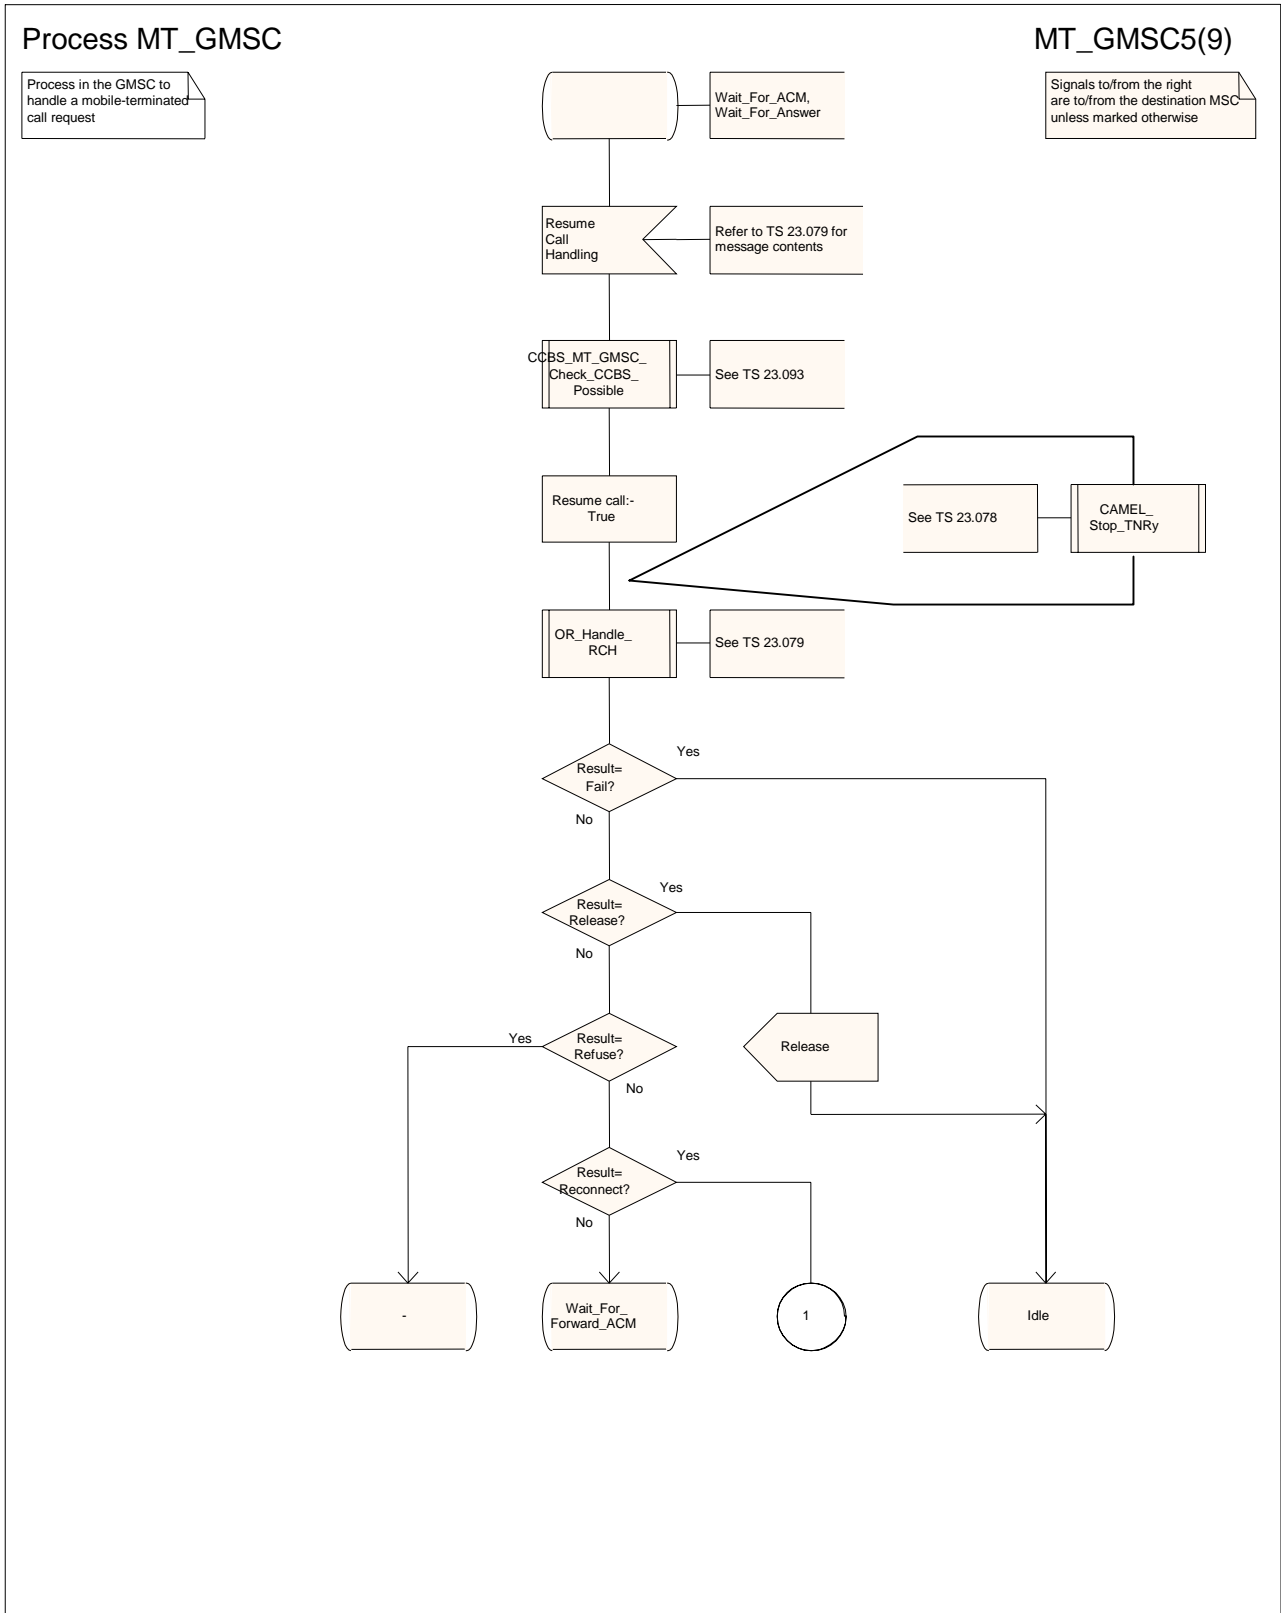 Process MT_GMSC
MT_GMSC5(9)
Process in the GMSC to
handle a mobile-terminated
call request
Wait_For_ACM,
Wait_For_Answer
Signals to/from the right
are to/from the destination MSC
unless marked otherwise
Resume
Call
Handling
Refer to TS 23.079 for
message contents
CCBS_MT_GMSC_
Check_CCBS_
Possible
See TS 23.093
Resume call:-
True
See TS 23.078
CAMEL_
Stop_TNRy
OR_Handle_
RCH
See TS 23.079
Result=
Fail?
Yes
No
Result=
Release?
Yes
No
Result=
Refuse?
Yes
No
Release
Result=
Reconnect?
Yes
No
-
Wait_For_
Forward_ACM
1
Idle